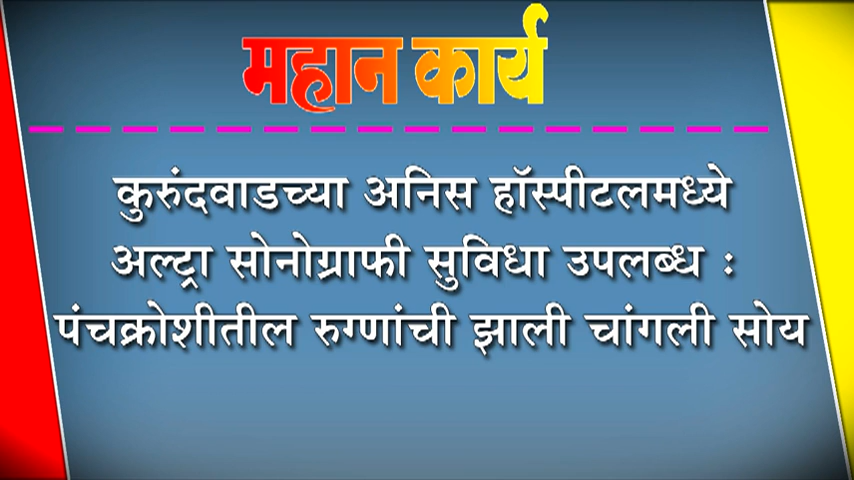 महान कार्य
कुरुंदवाडच्या अनिस हॉस्पीटलमध्ये
अल्ट्रा सोनोग्राफी सुविधा उपलब्ध :
पंचक्रोशीतील रुग्णांची झाली चांगली सोय